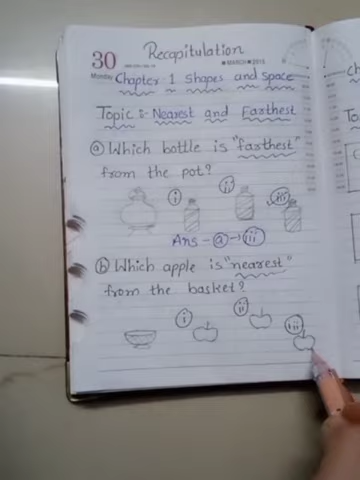 30
Monday
Recapitulation
MARCH 2015
Chapter 1 Shapes and Space
Topic :- Nearest and Farthest
(a) Which bottle is "farthest"
from the pot?
(i) (ii) (iii)
Ans - (a) - (iii)
(b) Which apple is "nearest"
from the basket?
(i) (ii) (iii)